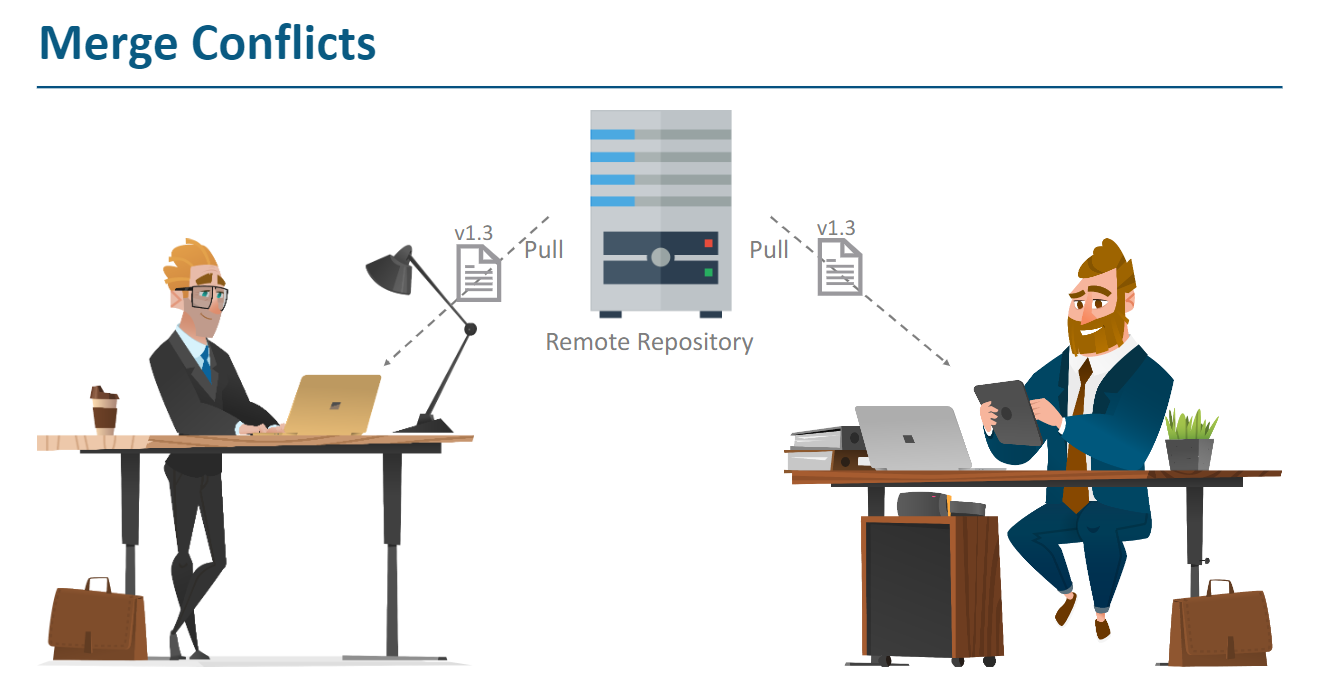 Merge Conflicts
v1.3
Pull
Pull
v1.3
Remote Repository